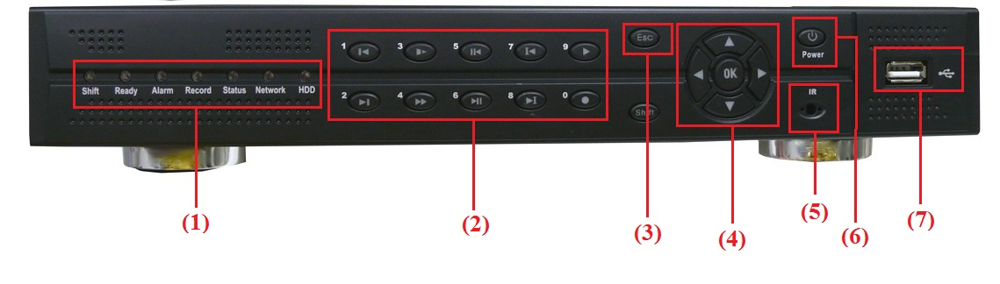 1 3 5 7 9
Esc
OK
Power
Shift Ready Alarm Record Status Network HDD
IR
2 4 6 8 0
Shift
(1)
(2)
(3)
(4)
(5)
(6)
(7)